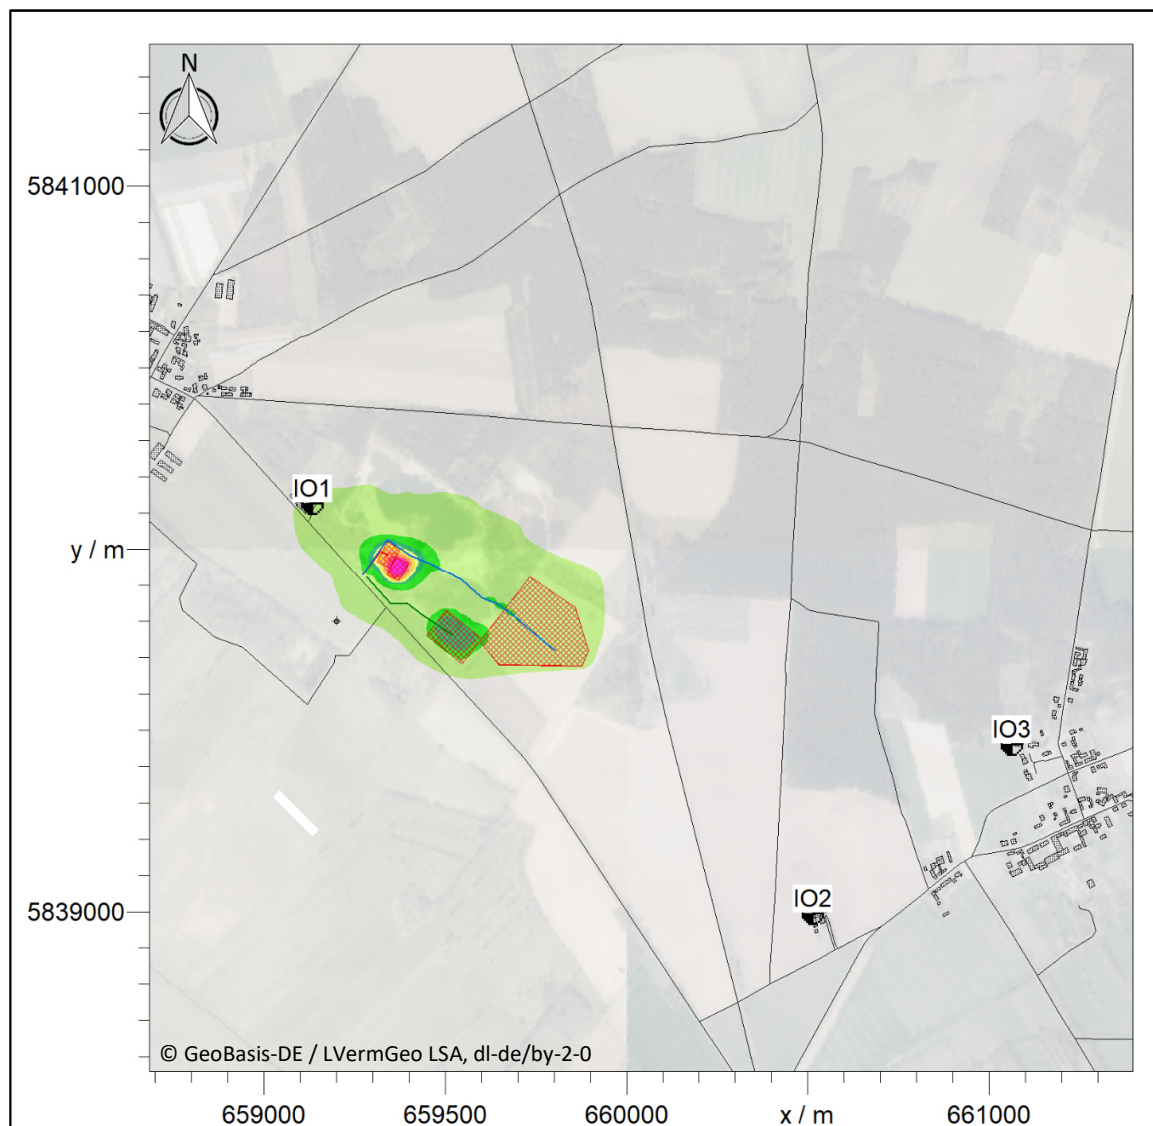 N
5841000
IO1
y / m
IO3
IO2
5839000
© GeoBasis-DE / LVermGeo LSA, dl-de/by-2-0
659000 659500 660000 x / m 661000